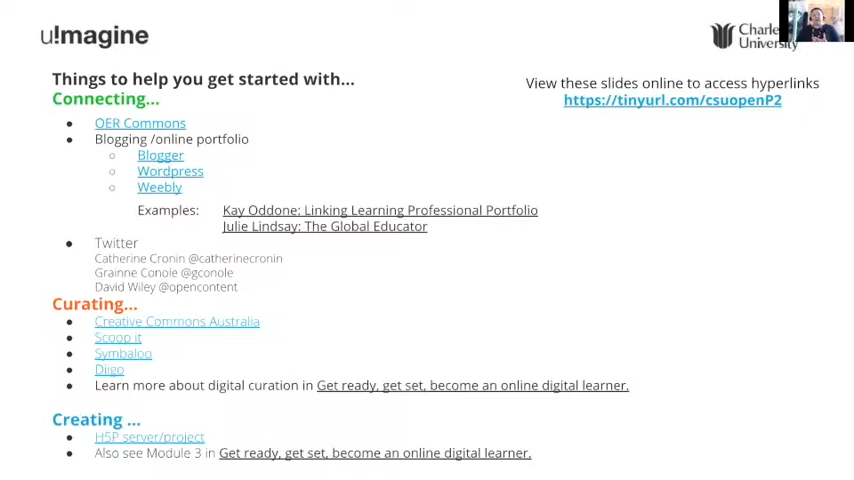 u!magine
Charle
University
Things to help you get started with...
View these slides online to access hyperlinks
https://tinyurl.com/csuopenP2
Connecting...
● OER Commons
● Blogging /online portfolio
○ Blogger
○ Wordpress
○ Weebly
Examples: Kay Oddone: Linking Learning Professional Portfolio
Julie Lindsay: The Global Educator
● Twitter
Catherine Cronin @catherinecronin
Grainne Conole @gconole
David Wiley @opencontent
Curating...
● Creative Commons Australia
● Scoop it
● Symbaloo
● Diigo
● Learn more about digital curation in Get ready, get set, become an online digital learner.
Creating ...
● H5P server/project
● Also see Module 3 in Get ready, get set, become an online digital learner.